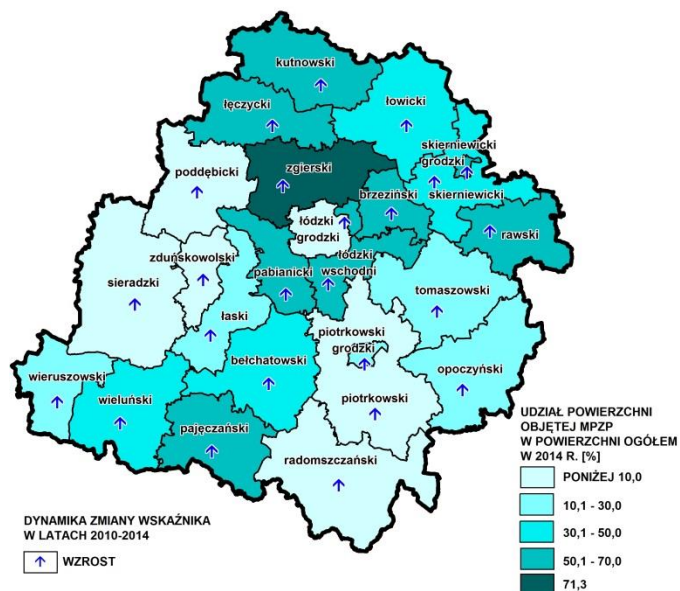 kutnowski
łęczycki
łowicki
skierniewicki
grodzki
skierniewicki
poddębicki
zgierski
brzeziński
rawski
łódzki
grodzki
zduńskowolski
sieradzki
pabianicki
łódzki
wschodni
tomaszowski
łaski
piotrkowski
grodzki
bełchatowski
opoczyński
wieruszowski
wieluński
piotrkowski
pajęczański
radomszczański
UDZIAŁ POWIERZCHNI
OBJĘTEJ MPZP
W POWIERZCHNI OGÓŁEM
W 2014 R. [%]
PONIŻEJ 10,0
10,1 - 30,0
30,1 - 50,0
50,1 - 70,0
71,3
DYNAMIKA ZMIANY WSKAŹNIKA
W LATACH 2010-2014
WZROST